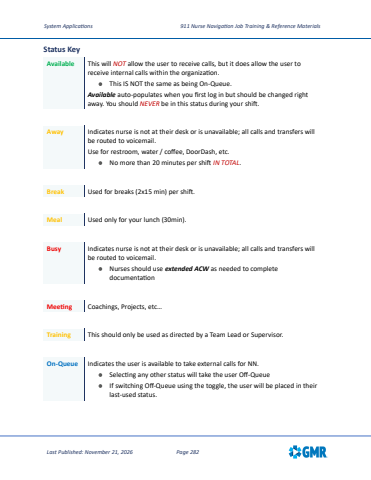 System Applications
911 Nurse Navigation Job Training & Reference Materials
Status Key
Available
This will NOT allow the user to receive calls, but it does allow the user to
receive internal calls within the organization.
● This IS NOT the same as being On-Queue.
Available auto-populates when you first log in but should be changed right
away. You should NEVER be in this status during your shift.
Away
Indicates nurse is not at their desk or is unavailable; all calls and transfers will
be routed to voicemail.
Use for restroom, water / coffee, DoorDash, etc.
● No more than 20 minutes per shift IN TOTAL.
Break
Used for breaks (2x15 min) per shift.
Meal
Used only for your lunch (30min).
Busy
Indicates nurse is not at their desk or is unavailable; all calls and transfers will
be routed to voicemail.
● Nurses should use extended ACW as needed to complete
documentation
Meeting
Coachings, Projects, etc...
Training
This should only be used as directed by a Team Lead or Supervisor.
On-Queue
Indicates the user is available to take external calls for NN.
● Selecting any other status will take the user Off-Queue
● If switching Off-Queue using the toggle, the user will be placed in their
last-used status.
Last Published: November 21, 2026
Page 282
GMR